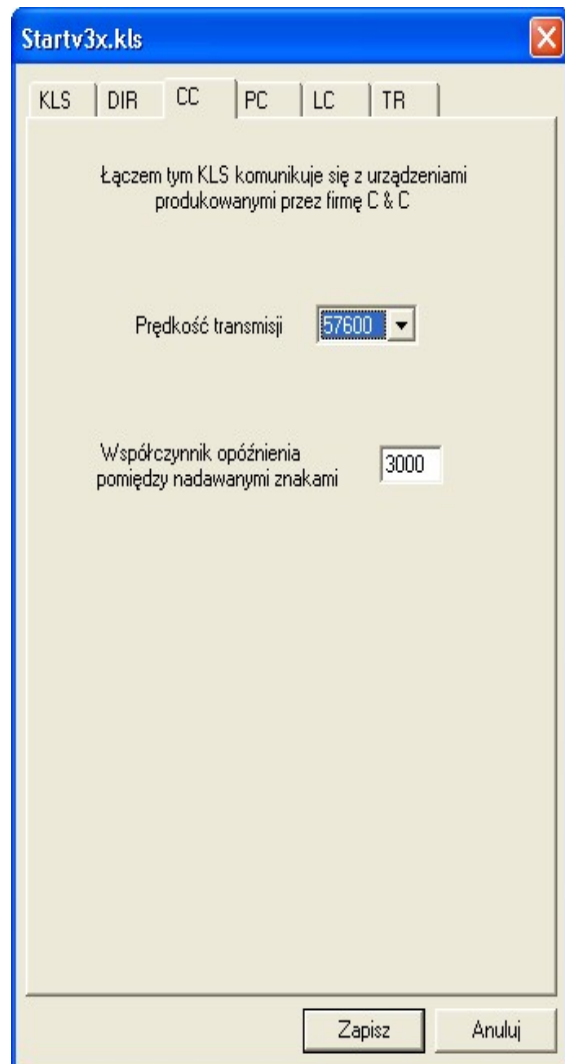 Startv3x.kls
KLS DIR CC PC LC TR
Łączem tym KLS komunikuje się z urządzeniami
produkowanymi przez firmę C & C
Prędkość transmisji 57600
Współczynnik opóźnienia
pomiędzy nadawanymi znakami 3000
Zapisz Anuluj